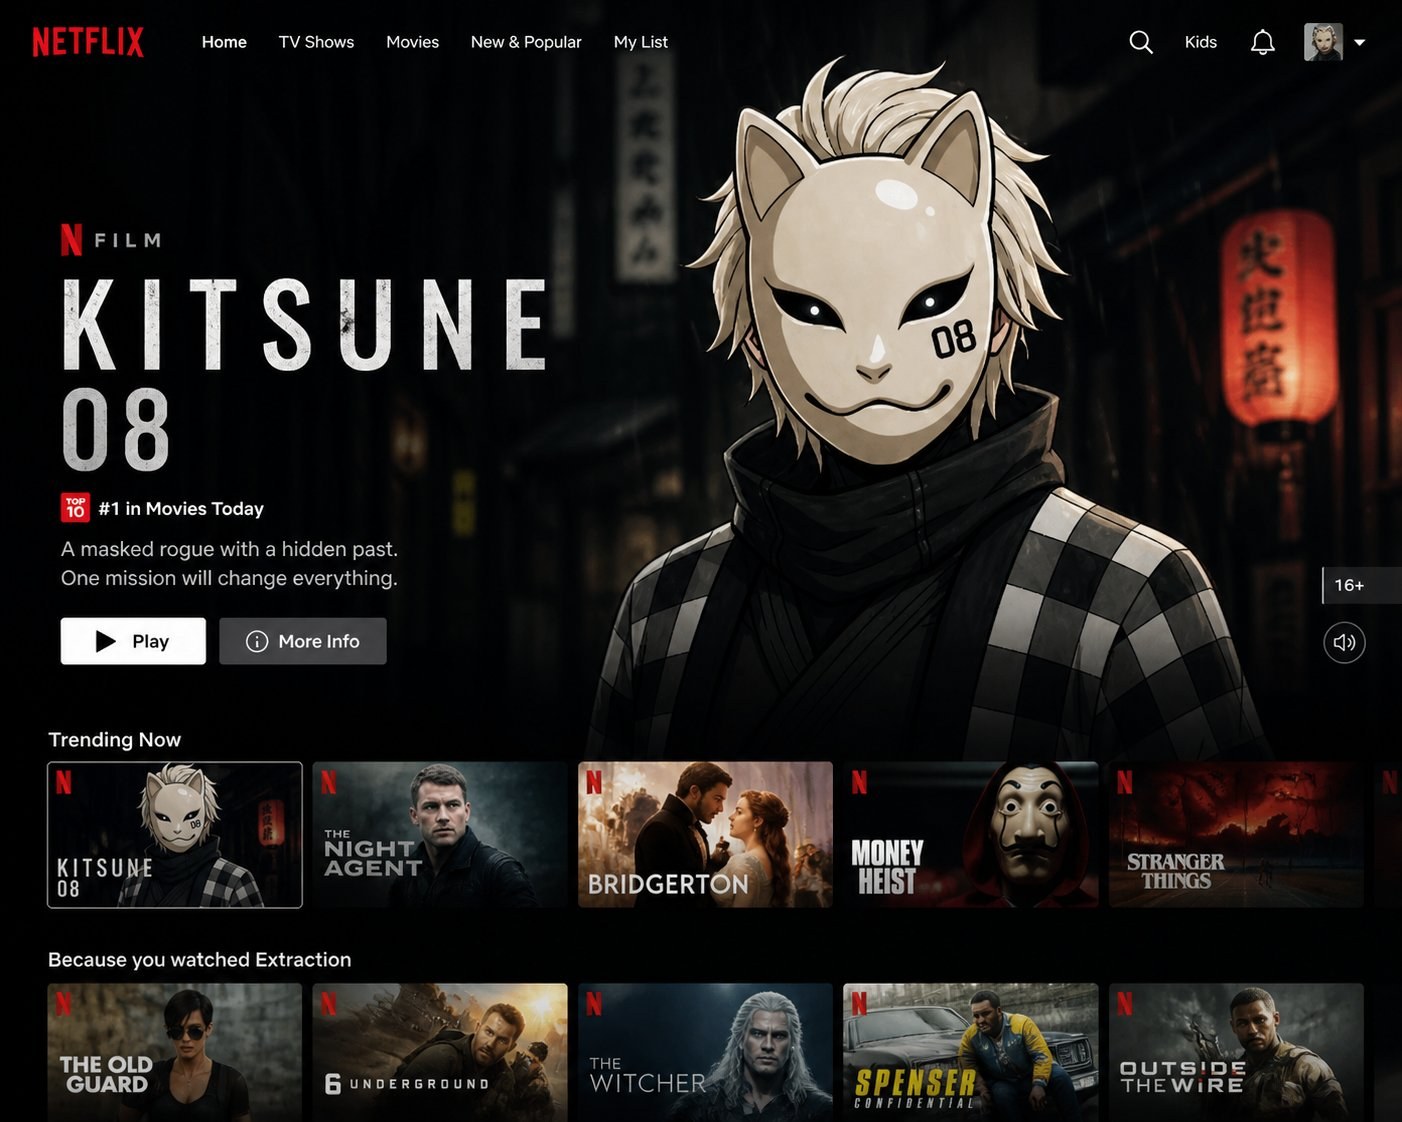 NETFLIX
Home
TV Shows
Movies
New & Popular
My List
Kids
N FILM
KITSUNE
08
08
TOP
10
#1 in Movies Today
A masked rogue with a hidden past.
One mission will change everything.
Play
More Info
16+
Trending Now
N
KITSUNE
08
08
N
THE
NIGHT
AGENT
N
BRIDGERTON
N
MONEY
HEIST
N
STRANGER
THINGS
N
Because you watched Extraction
N
THE OLD
GUARD
N
6 UNDERGROUND
N
THE
WITCHER
N
SPENSER
CONFIDENTIAL
N
OUTSIDE
THE WIRE